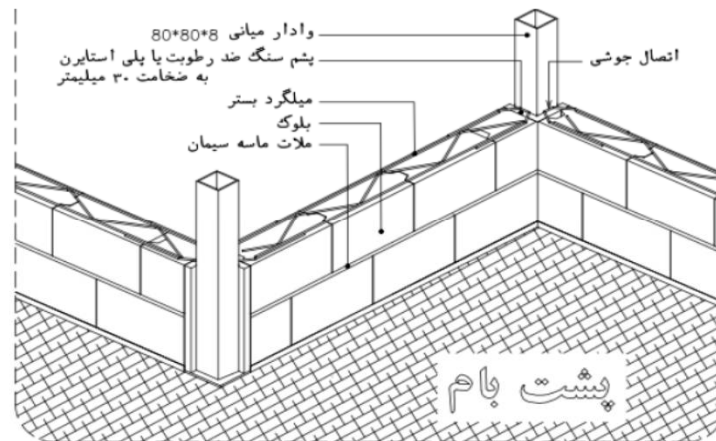 وادار میانی 80*80*8
پشم سنگ ضد رطوبت یا پلی استایرن
به ضخامت ۳۰ میلیمتر
اتصال جوشی
میلگرد بستر
بلوک
ملات ماسه سیمان
پشت بام